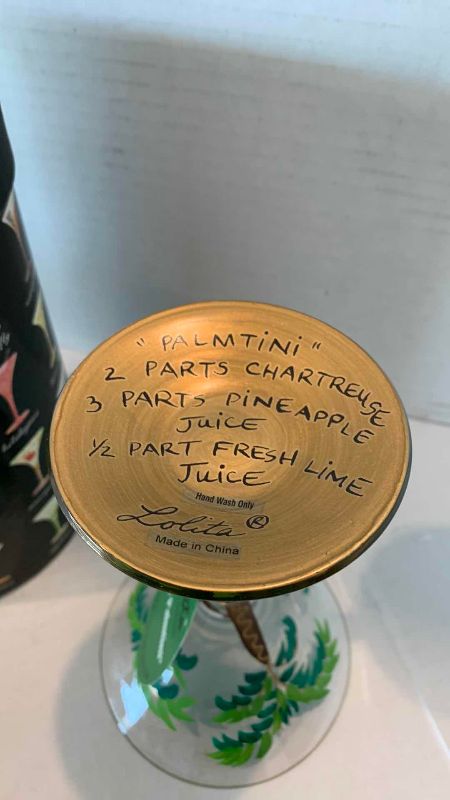 "PALMTiNi"
2 PARTS CHARTREUSE
3 PARTS PiNEAPPLE
JUiCE
½ PART FRESH LiME
JUiCE
Hand Wash Only
Lolita ®
Made in China